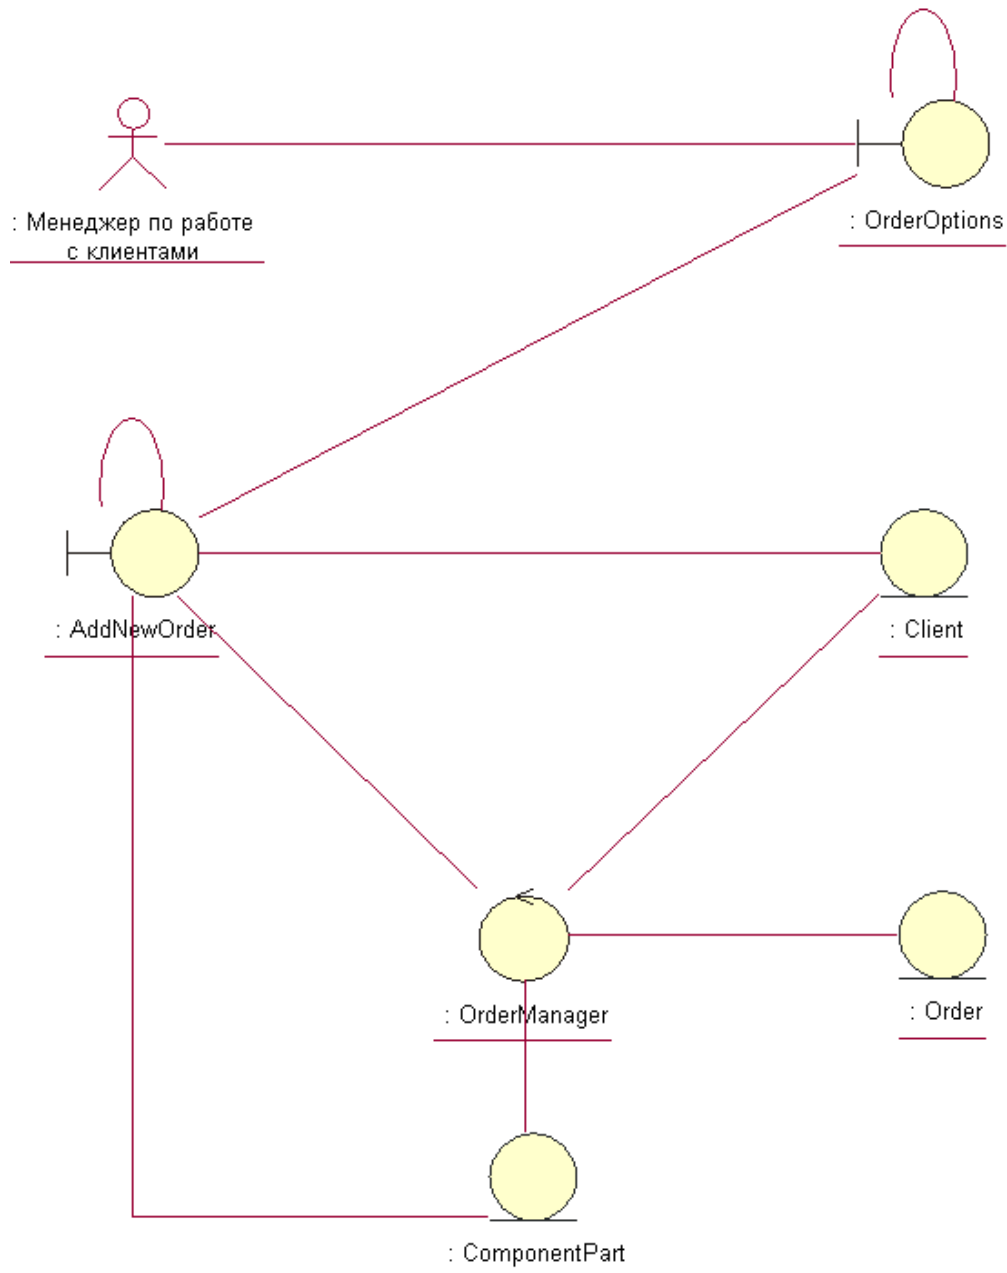 : Менеджер по работе
с клиентами
: OrderOptions
: AddNewOrder
: Client
: OrderManager
: Order
: ComponentPart